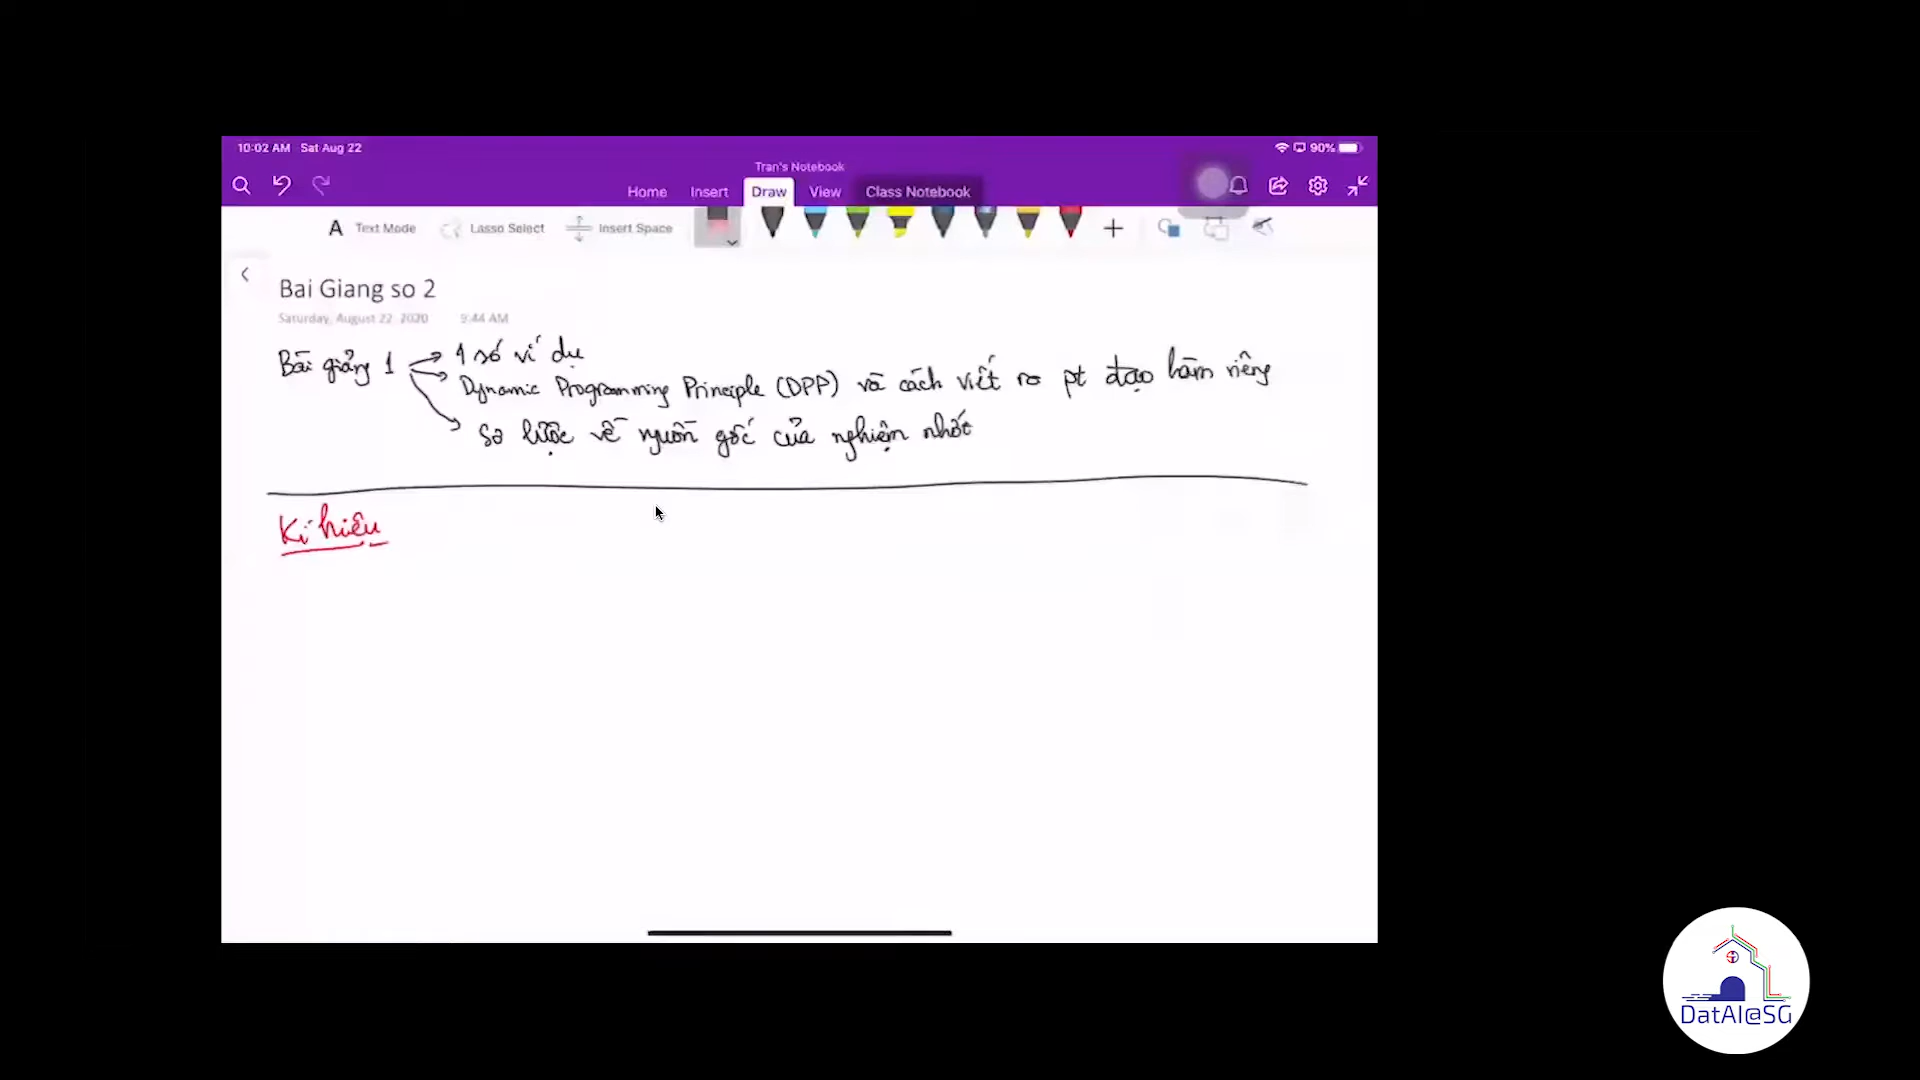 10:02 AM Sat Aug 22
90%
Tran's Notebook
Home Insert Draw View Class Notebook
A Text Mode Lasso Select Insert Space
Bai Giang so 2
Saturday, August 22, 2020 9:44 AM
Bài giảng 1 → 1 số ví dụ
Dynamic Programming Principle (DPP) và cách viết ra pt đạo hàm riêng
Sơ lược về nguồn gốc của nghiệm nhớt
Kí hiệu
DatAI@SG